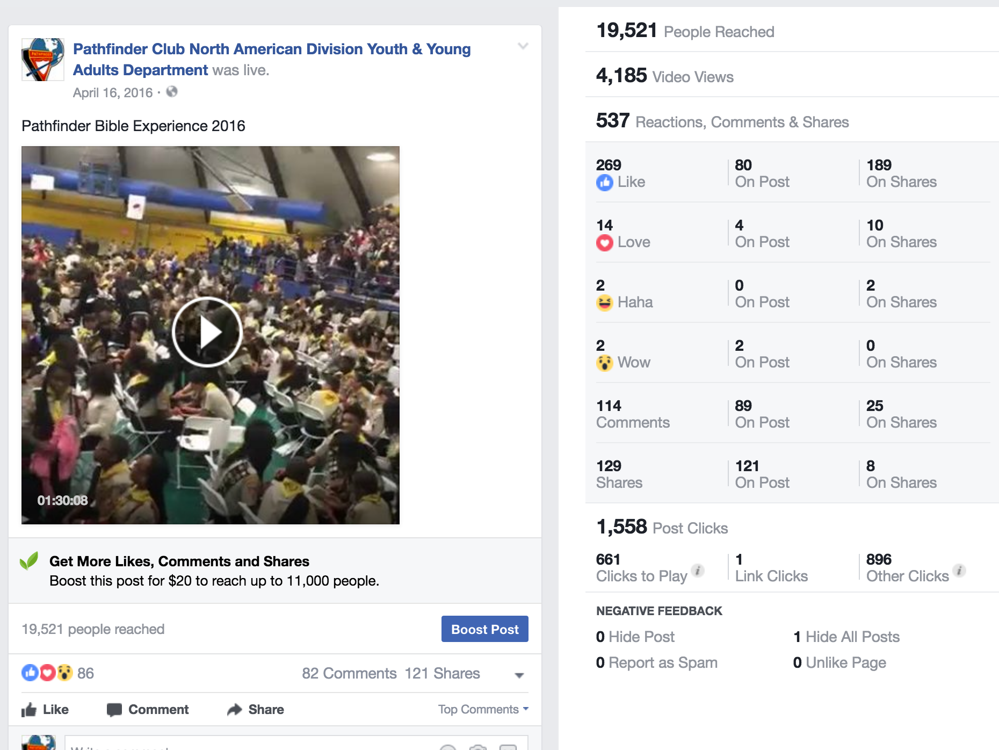 Pathfinder Club North American Division Youth & Young
Adults Department was live.
April 16, 2016 ·
Pathfinder Bible Experience 2016
01:30:08
Get More Likes, Comments and Shares
Boost this post for $20 to reach up to 11,000 people.
19,521 people reached
Boost Post
86
82 Comments 121 Shares
Like Comment Share Top Comments
19,521 People Reached
4,185 Video Views
537 Reactions, Comments & Shares
269 80 189
Like On Post On Shares
14 4 10
Love On Post On Shares
2 0 2
Haha On Post On Shares
2 2 0
Wow On Post On Shares
114 89 25
Comments On Post On Shares
129 121 8
Shares On Post On Shares
1,558 Post Clicks
661 1 896
Clicks to Play i Link Clicks Other Clicks i
NEGATIVE FEEDBACK
0 Hide Post 1 Hide All Posts
0 Report as Spam 0 Unlike Page